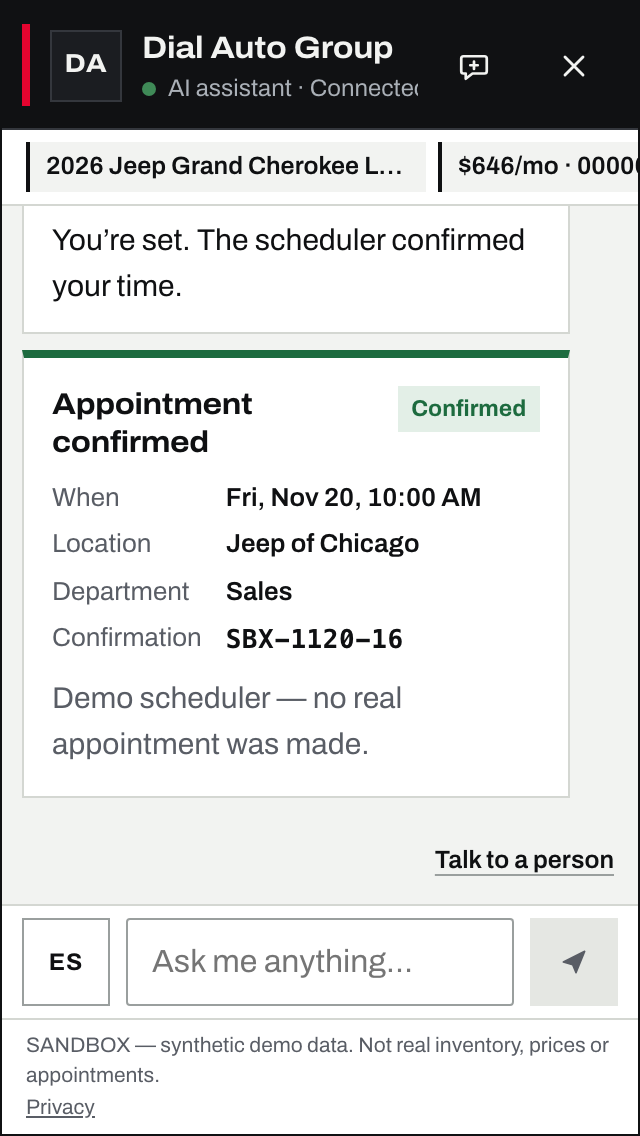 DA
Dial Auto Group
AI assistant · Connected
2026 Jeep Grand Cherokee L...
$646/mo · 0000
You’re set. The scheduler confirmed
your time.
Appointment
confirmed
Confirmed
When Fri, Nov 20, 10:00 AM
Location Jeep of Chicago
Department Sales
Confirmation SBX–1120–16
Demo scheduler — no real
appointment was made.
Talk to a person
ES
Ask me anything...
SANDBOX — synthetic demo data. Not real inventory, prices or
appointments.
Privacy